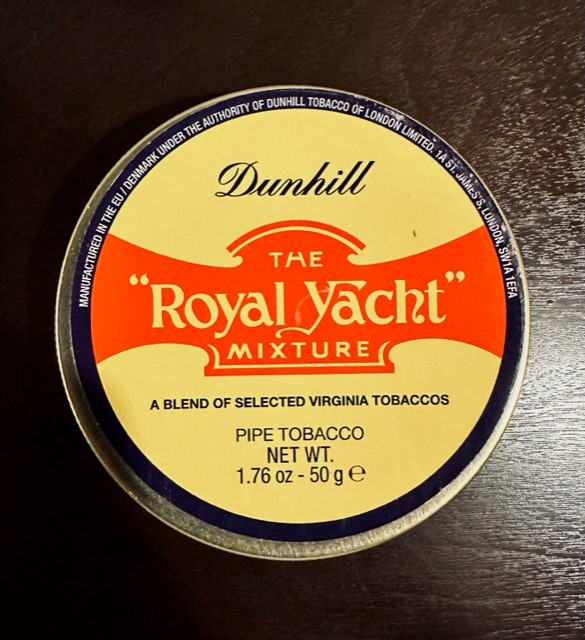 MANUFACTURED IN THE EU / DENMARK UNDER THE AUTHORITY OF DUNHILL TOBACCO OF LONDON LIMITED. 1A ST. JAMES'S, LONDON, SW1A 1EFA
Dunhill
THE
"Royal Yacht"
MIXTURE
A BLEND OF SELECTED VIRGINIA TOBACCOS
PIPE TOBACCO
NET WT.
1.76 oz - 50 g ℮